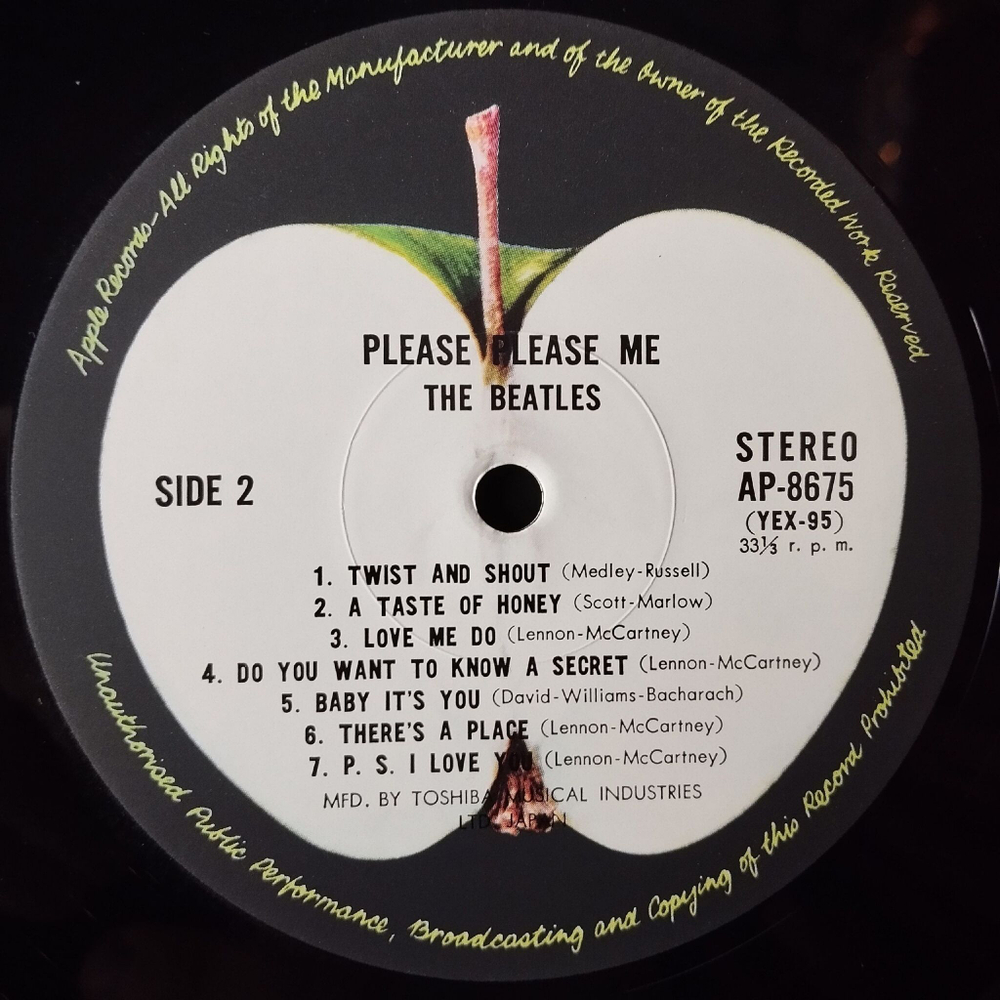 Apple Records-All Rights of the Manufacturer and of the Owner of the Recorded Work Reserved
PLEASE PLEASE ME
THE BEATLES
SIDE 2
STEREO
AP-8675
(YEX-95)
33⅓ r. p. m.
1. TWIST AND SHOUT (Medley-Russell)
2. A TASTE OF HONEY (Scott-Marlow)
3. LOVE ME DO (Lennon-McCartney)
4. DO YOU WANT TO KNOW A SECRET (Lennon-McCartney)
5. BABY IT'S YOU (David-Williams-Bacharach)
6. THERE'S A PLACE (Lennon-McCartney)
7. P. S. I LOVE YOU (Lennon-McCartney)
MFD. BY TOSHIBA MUSICAL INDUSTRIES
LTD. JAPAN
Unauthorised Public Performance, Broadcasting and Copying of this Record Prohibited